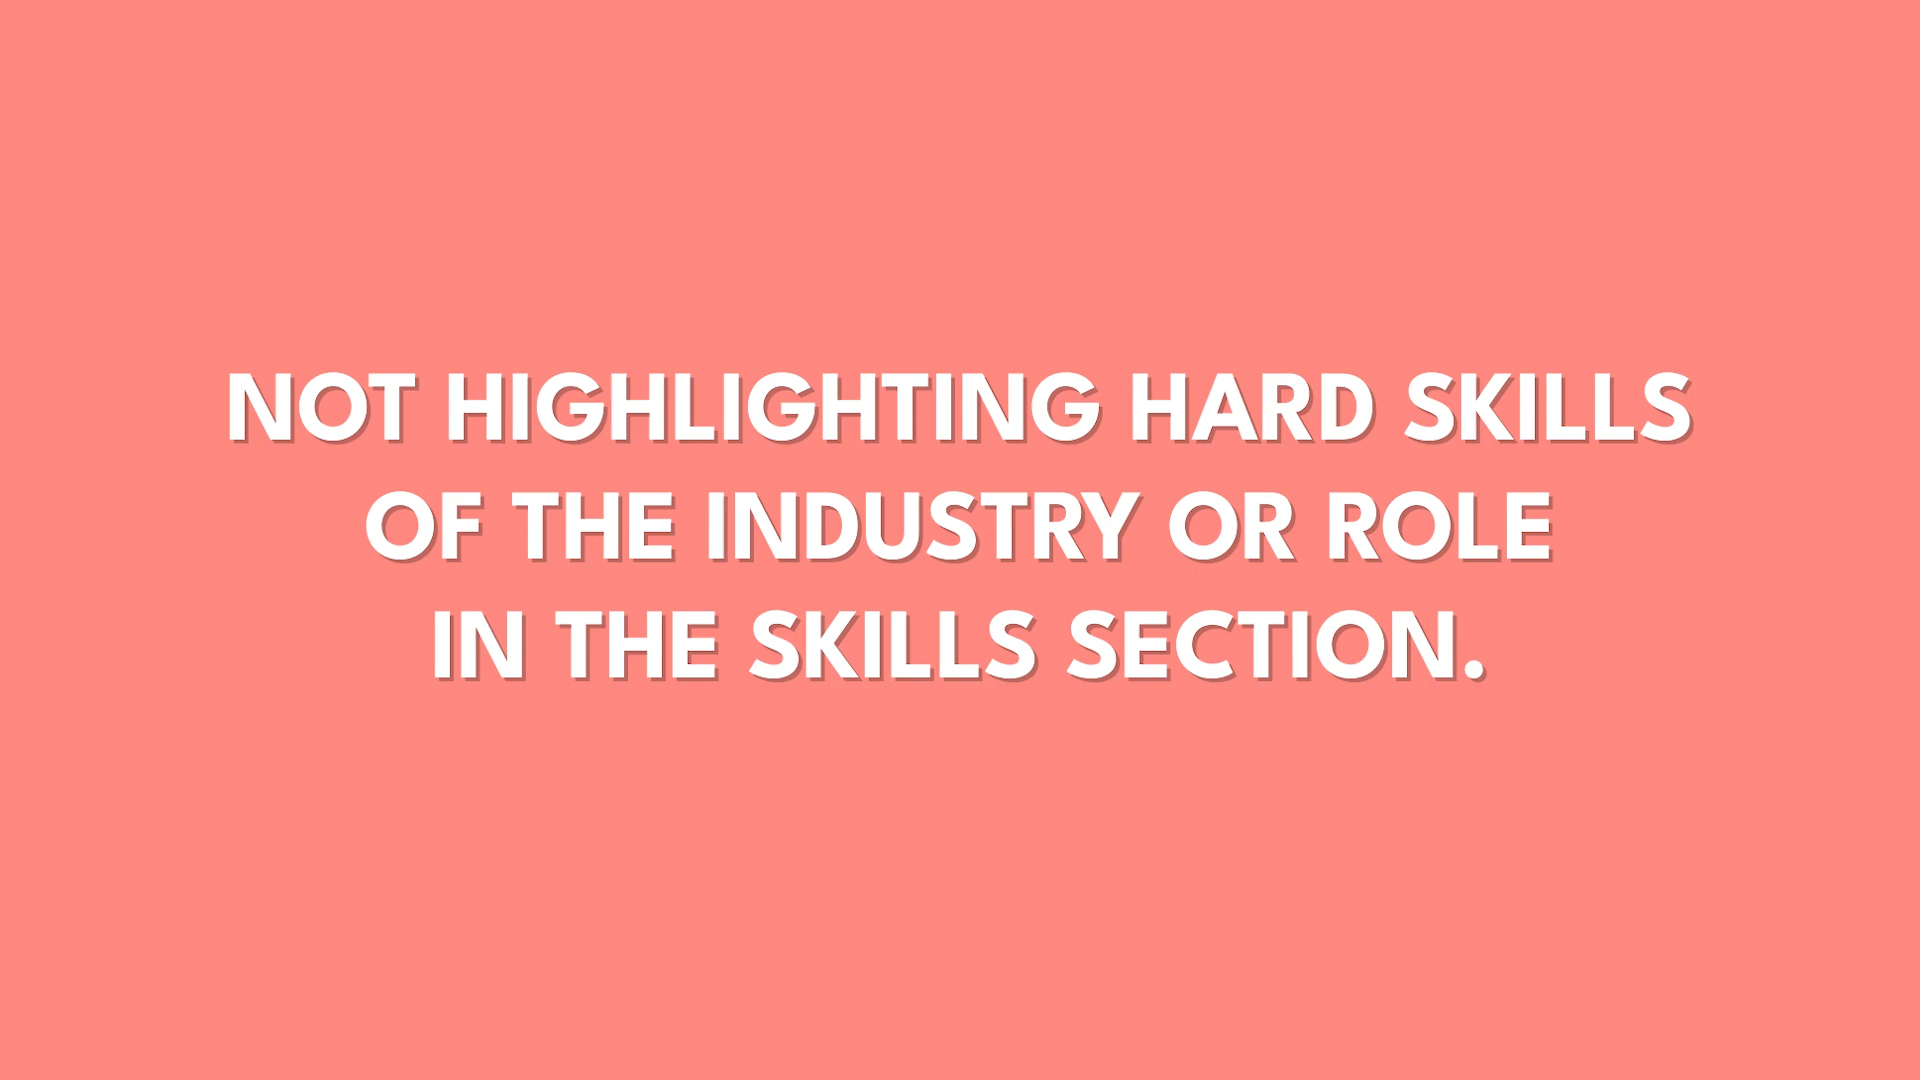 NOT HIGHLIGHTING HARD SKILLS
OF THE INDUSTRY OR ROLE
IN THE SKILLS SECTION.